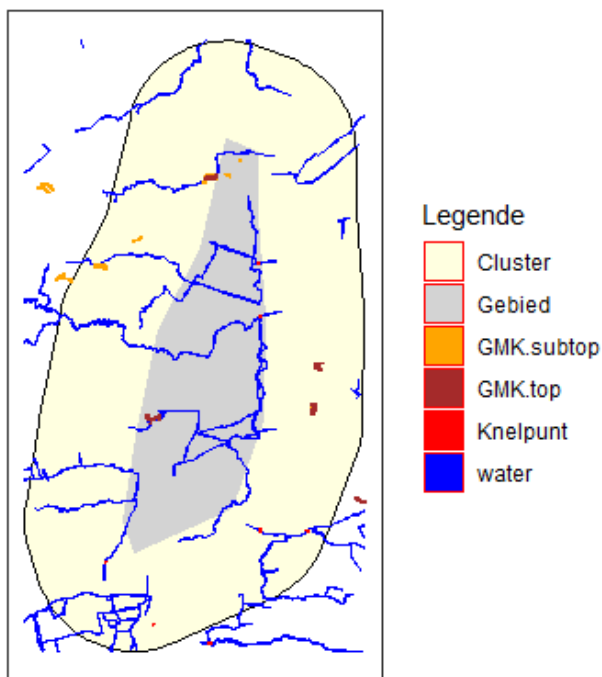 Legende
Cluster
Gebied
GMK.subtop
GMK.top
Knelpunt
water